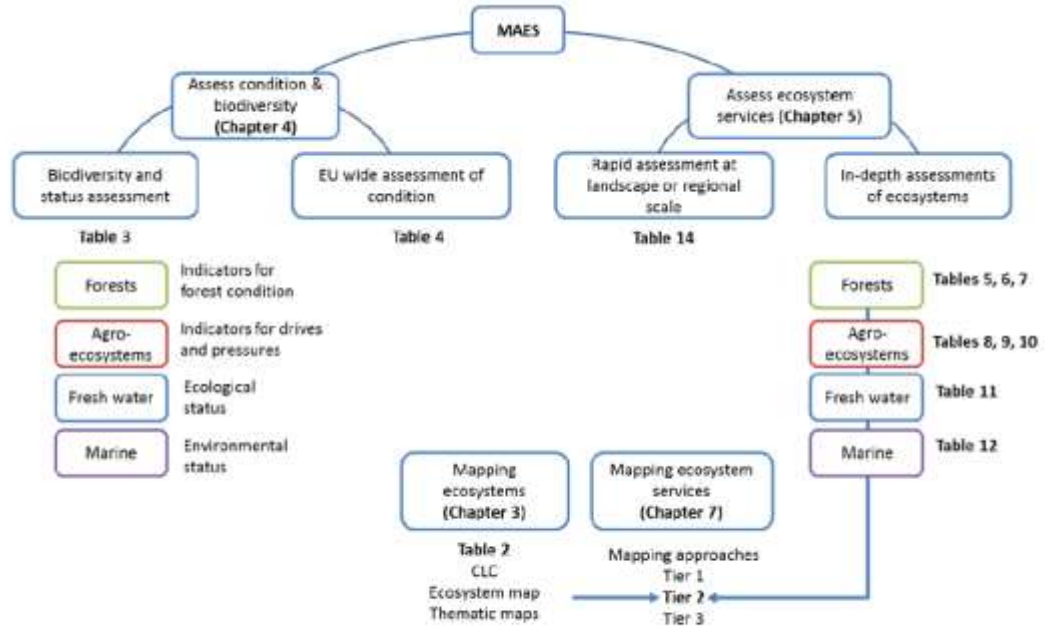 MAES
Assess condition &
biodiversity
(Chapter 4)
Assess ecosystem
services (Chapter 5)
Biodiversity and
status assessment
EU wide assessment of
condition
Rapid assessment at
landscape or regional
scale
In-depth assessments
of ecosystems
Table 3
Table 4
Table 14
Forests
Indicators for
forest condition
Agro-
ecosystems
Indicators for drives
and pressures
Fresh water
Ecological
status
Marine
Environmental
status
Forests
Tables 5, 6, 7
Agro-
ecosystems
Tables 8, 9, 10
Fresh water
Table 11
Marine
Table 12
Mapping
ecosystems
(Chapter 3)
Mapping ecosystem
services
(Chapter 7)
Table 2
CLC
Ecosystem map
Thematic maps
Mapping approaches
Tier 1
Tier 2
Tier 3